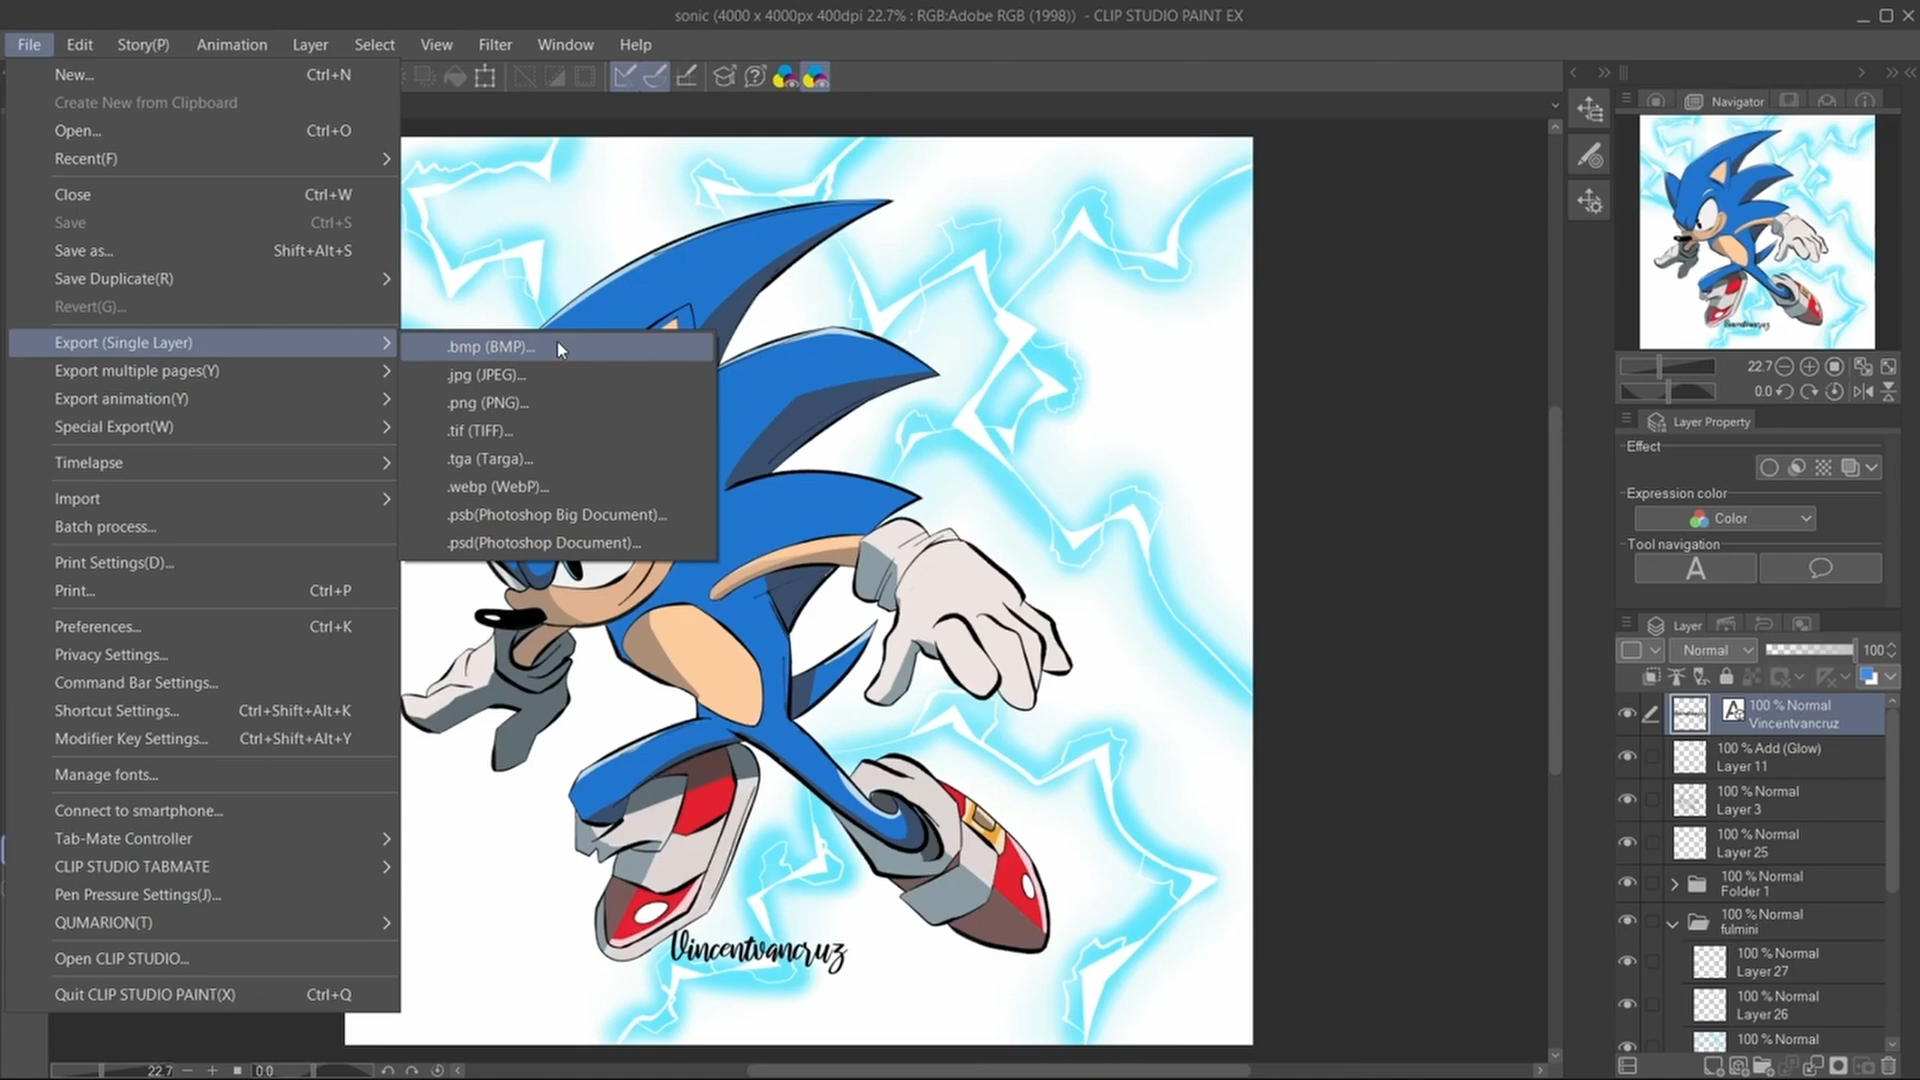 sonic (4000 x 4000px 400dpi 22.7% : RGB:Adobe RGB (1998)) - CLIP STUDIO PAINT EX
File Edit Story(P) Animation Layer Select View Filter Window Help
New... Ctrl+N
Create New from Clipboard
Open... Ctrl+O
Recent(F)
Close Ctrl+W
Save Ctrl+S
Save as... Shift+Alt+S
Save Duplicate(R)
Revert(G)...
Export (Single Layer)
Export multiple pages(Y)
Export animation(Y)
Special Export(W)
Timelapse
Import
Batch process...
Print Settings(D)...
Print... Ctrl+P
Preferences... Ctrl+K
Privacy Settings...
Command Bar Settings...
Shortcut Settings... Ctrl+Shift+Alt+K
Modifier Key Settings... Ctrl+Shift+Alt+Y
Manage fonts...
Connect to smartphone...
Tab-Mate Controller
CLIP STUDIO TABMATE
Pen Pressure Settings(J)...
QUMARION(T)
Open CLIP STUDIO...
Quit CLIP STUDIO PAINT(X) Ctrl+Q
.bmp (BMP)...
.jpg (JPEG)...
.png (PNG)...
.tif (TIFF)...
.tga (Targa)...
.webp (WebP)...
.psb(Photoshop Big Document)...
.psd(Photoshop Document)...
Vincentvancruz
22.7 0.0
Navigator
Vincentvancruz
22.7
0.0
Layer Property
Effect
Expression color
Color
Tool navigation
A
Layer
Normal 100
100 % Normal
Vincentvancruz
100 % Add (Glow)
Layer 11
100 % Normal
Layer 3
100 % Normal
Layer 25
100 % Normal
Folder 1
100 % Normal
fulmini
100 % Normal
Layer 27
100 % Normal
Layer 26
100 % Normal